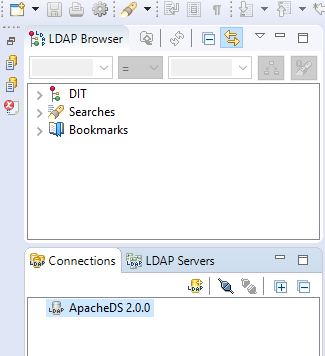 LDAP Browser
=
DIT
Searches
Bookmarks
Connections
LDAP Servers
ApacheDS 2.0.0